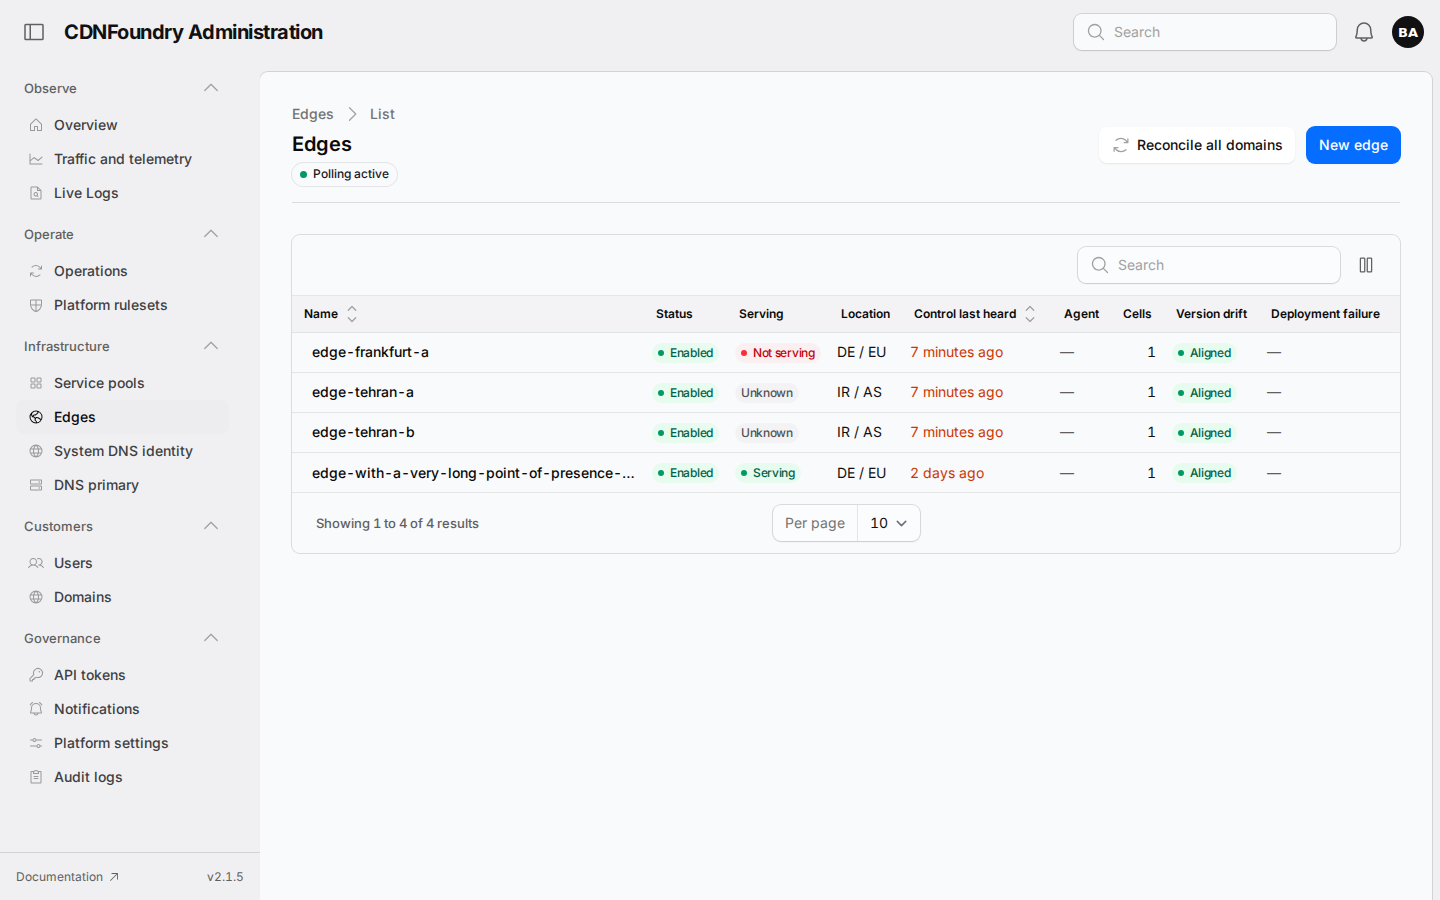 CDNFoundry Administration
Search
BA
Observe
Overview
Traffic and telemetry
Live Logs
Operate
Operations
Platform rulesets
Infrastructure
Service pools
Edges
System DNS identity
DNS primary
Customers
Users
Domains
Governance
API tokens
Notifications
Platform settings
Audit logs
Documentation
v2.1.5
Edges List
Edges
Polling active
Reconcile all domains
New edge
Search
Name Status Serving Location Control last heard Agent Cells Version drift Deployment failure
edge-frankfurt-a Enabled Not serving DE / EU 7 minutes ago — 1 Aligned —
edge-tehran-a Enabled Unknown IR / AS 7 minutes ago — 1 Aligned —
edge-tehran-b Enabled Unknown IR / AS 7 minutes ago — 1 Aligned —
edge-with-a-very-long-point-of-presence-... Enabled Serving DE / EU 2 days ago — 1 Aligned —
Showing 1 to 4 of 4 results
Per page 10